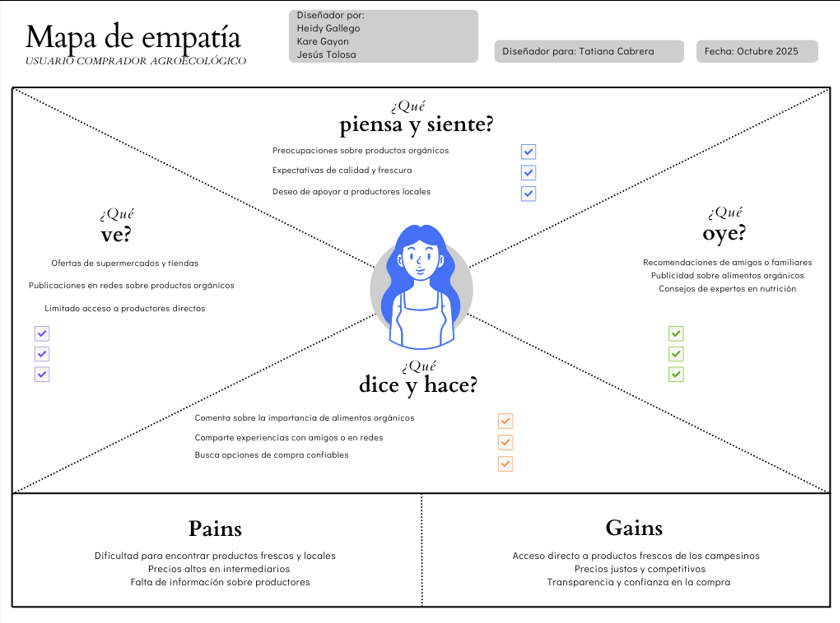 Mapa de empatía
USUARIO COMPRADOR AGROECOLÓGICO
Diseñador por:
Heidy Gallego
Kare Gayon
Jesús Tolosa
Diseñador para: Tatiana Cabrera
Fecha: Octubre 2025
¿Qué
piensa y siente?
Preocupaciones sobre productos orgánicos
Expectativas de calidad y frescura
Deseo de apoyar a productores locales
¿Qué
ve?
Ofertas de supermercados y tiendas
Publicaciones en redes sobre productos orgánicos
Limitado acceso a productores directos
¿Qué
oye?
Recomendaciones de amigos o familiares
Publicidad sobre alimentos orgánicos
Consejos de expertos en nutrición
¿Qué
dice y hace?
Comenta sobre la importancia de alimentos orgánicos
Comparte experiencias con amigos o en redes
Busca opciones de compra confiables
Pains
Dificultad para encontrar productos frescos y locales
Precios altos en intermediarios
Falta de información sobre productores
Gains
Acceso directo a productos frescos de los campesinos
Precios justos y competitivos
Transparencia y confianza en la compra